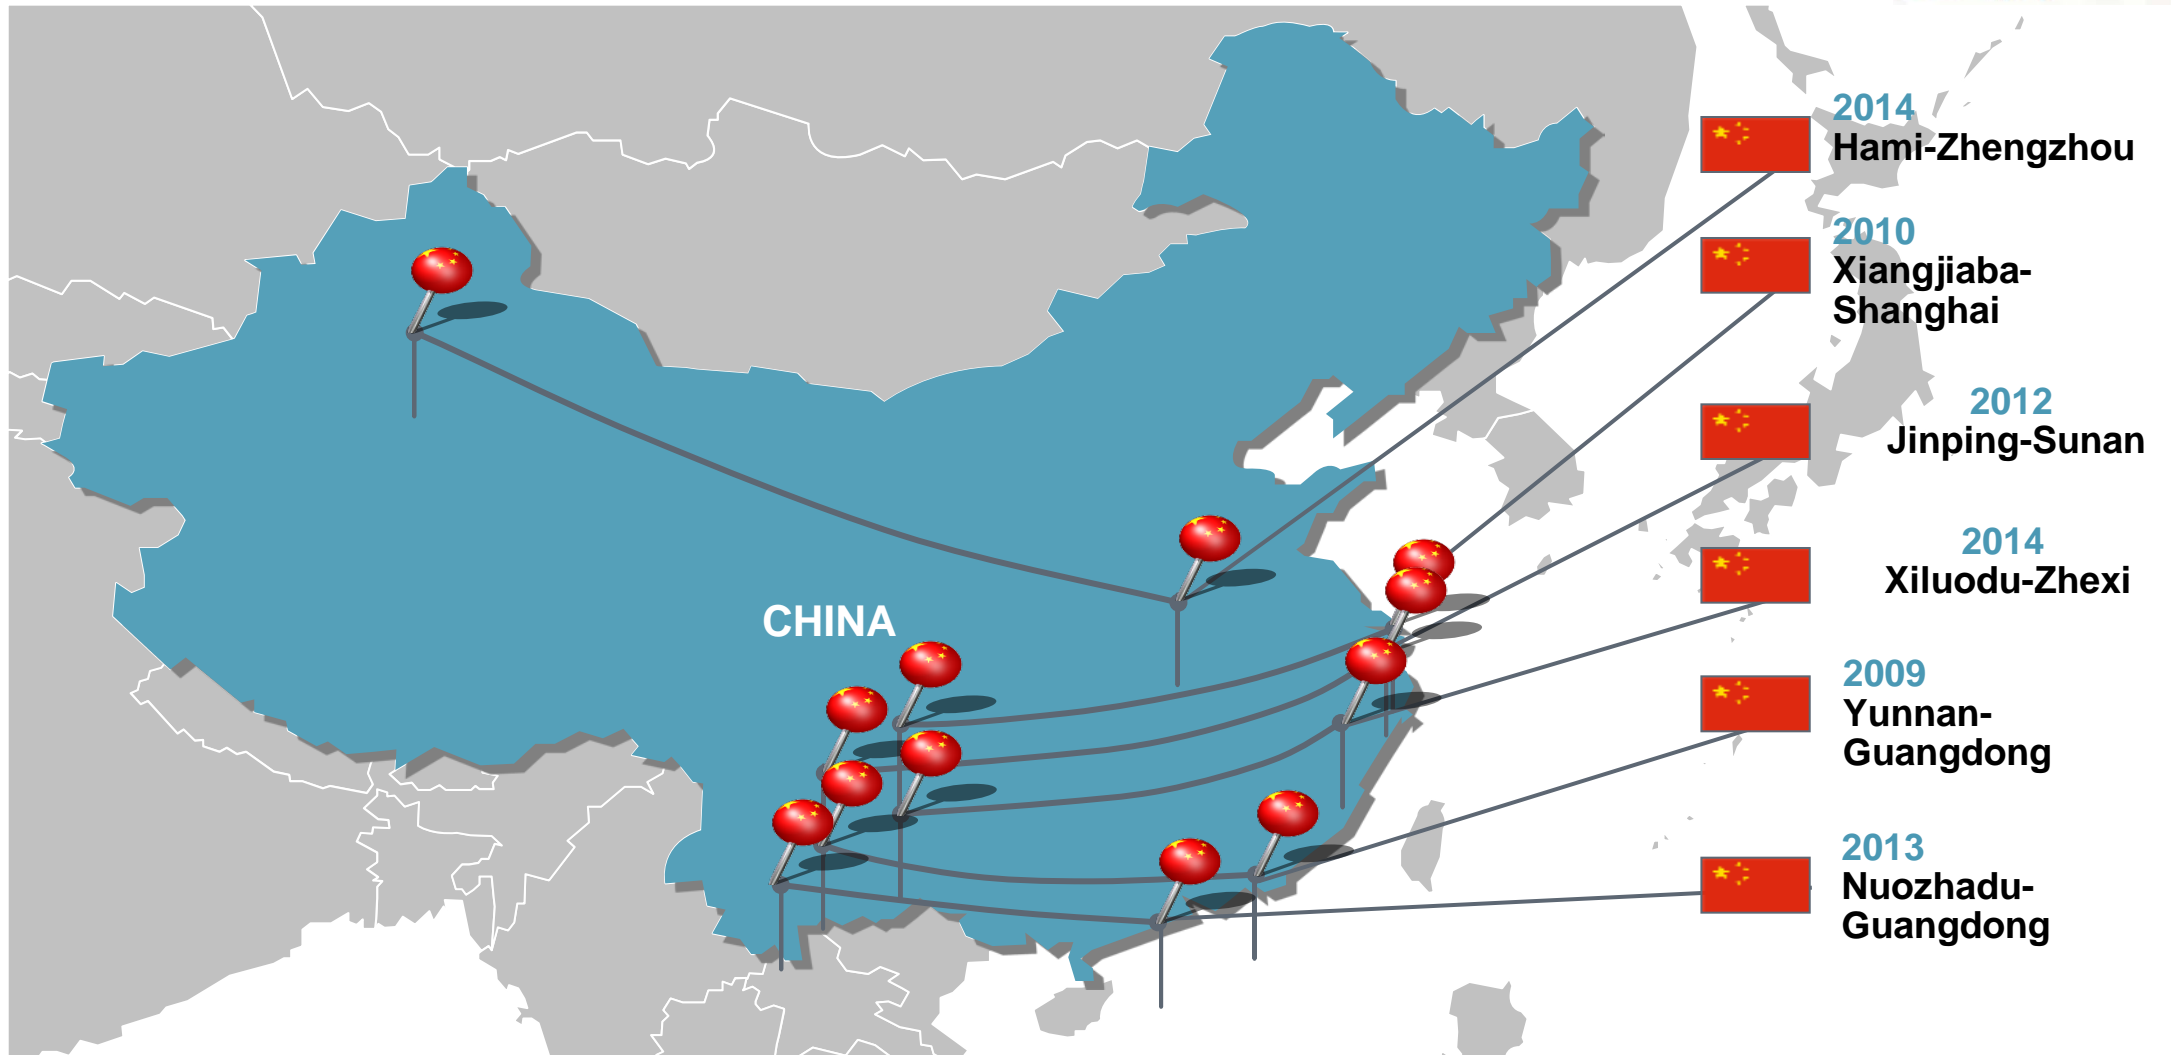 2014
Hami-Zhengzhou
2010
Xiangjiaba-
Shanghai
2012
Jinping-Sunan
2014
Xiluodu-Zhexi
CHINA
2009
Yunnan-
Guangdong
2013
Nuozhadu-
Guangdong